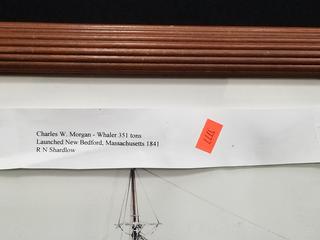 Charles W. Morgan - Whaler 351 tons
Launched New Bedford, Massachusetts 1841
R N Shardlow